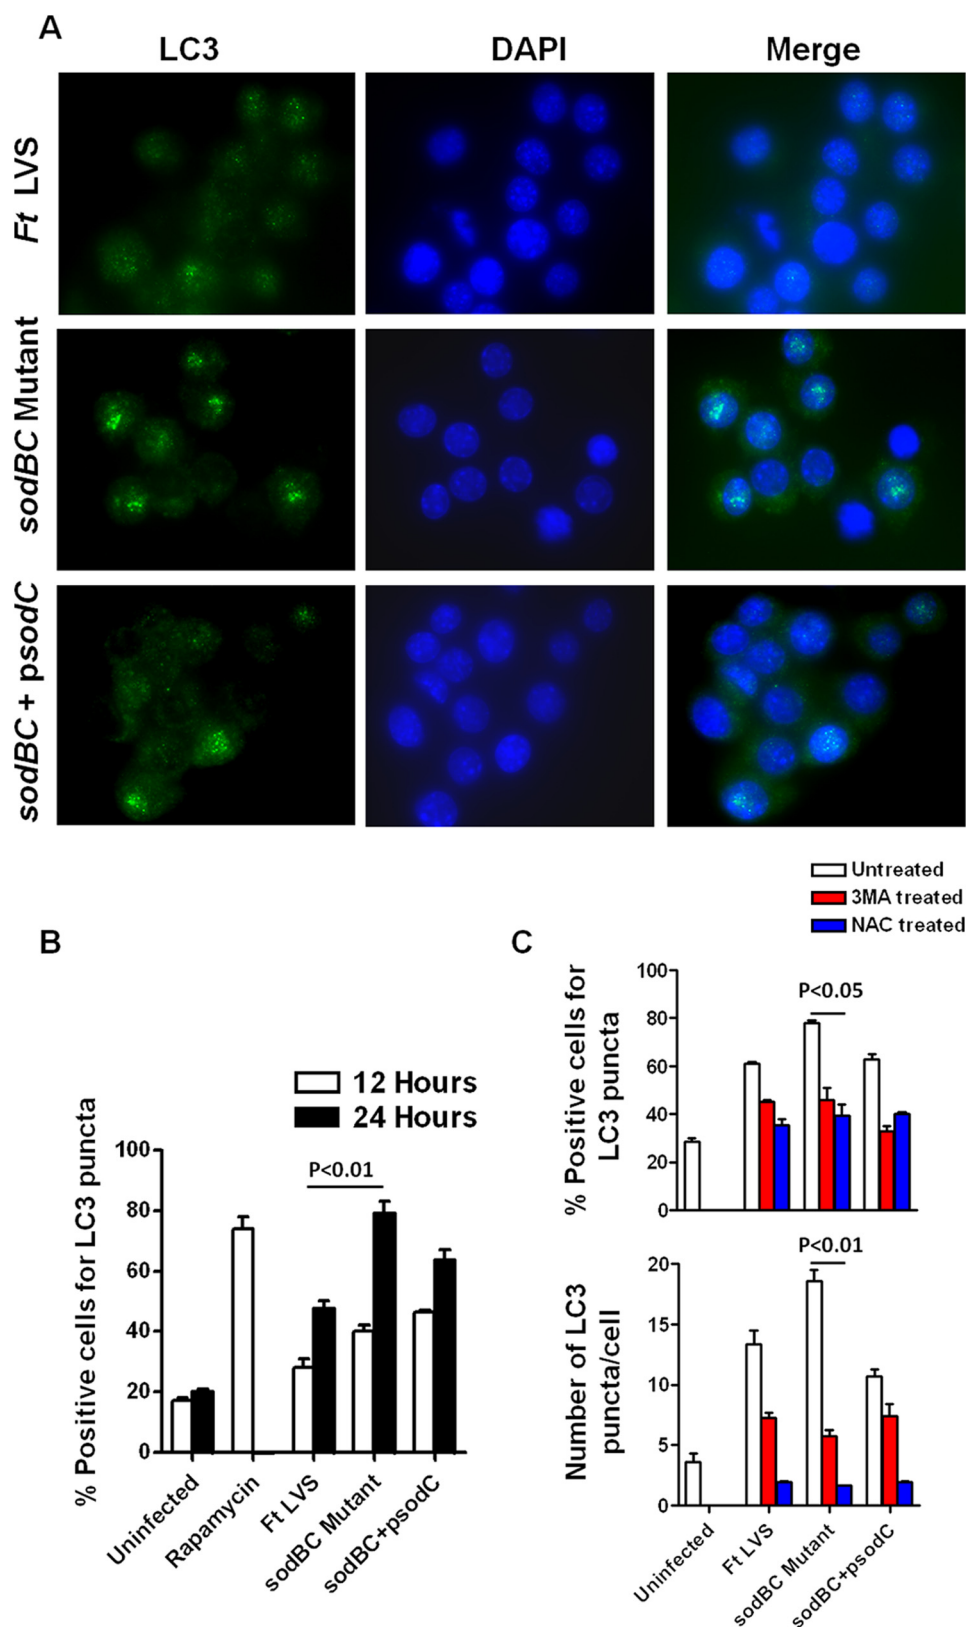 A
LC3
DAPI
Merge
Ft LVS
sodBC Mutant
sodBC + psodC
B
12 Hours
24 Hours
% Positive cells for LC3 puncta
100
80
60
40
20
0
P<0.01
Uninfected
Rapamycin
Ft LVS
sodBC Mutant
sodBC+psodC
Untreated
3MA treated
NAC treated
C
% Positive cells for
LC3 puncta
100
80
60
40
20
0
P<0.05
Number of LC3
puncta/cell
20
15
10
5
0
P<0.01
Uninfected
Ft LVS
sodBC Mutant
sodBC+psodC